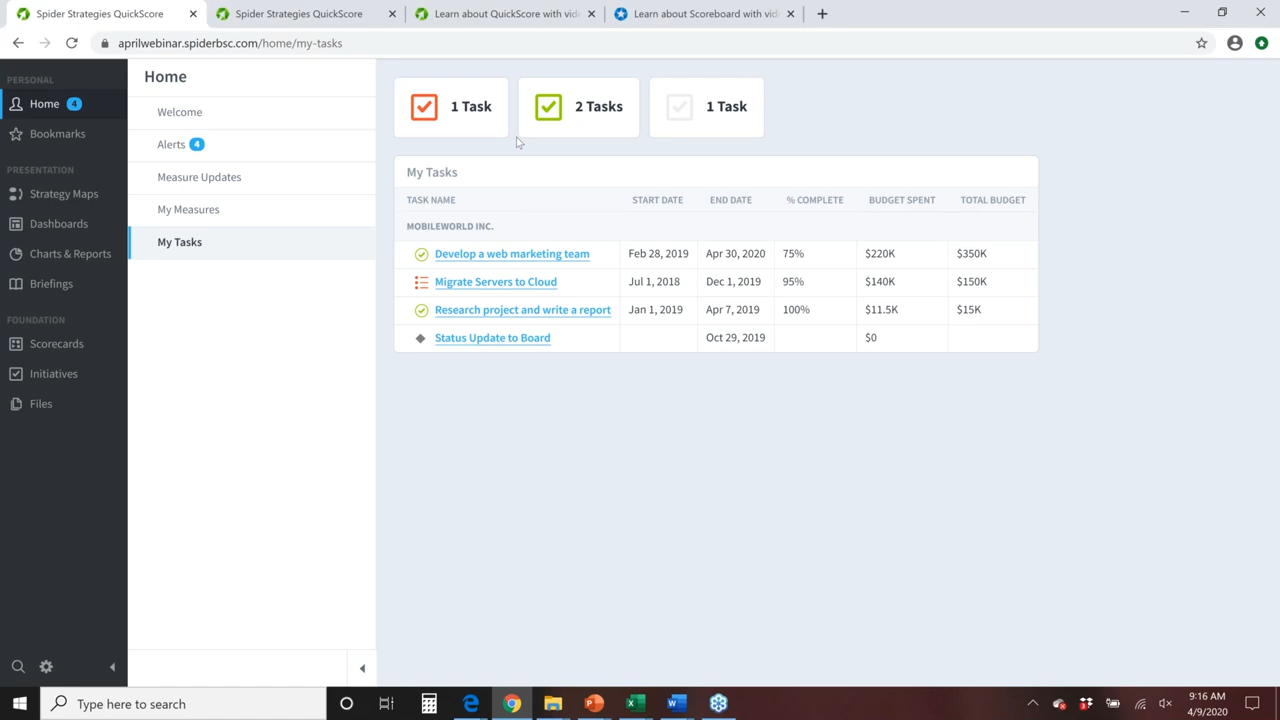 Spider Strategies QuickScore
Spider Strategies QuickScore
Learn about QuickScore with vid
Learn about Scoreboard with vid
aprilwebinar.spiderbsc.com/home/my-tasks
PERSONAL
Home 4
Bookmarks
PRESENTATION
Strategy Maps
Dashboards
Charts & Reports
Briefings
FOUNDATION
Scorecards
Initiatives
Files
Home
Welcome
Alerts 4
Measure Updates
My Measures
My Tasks
1 Task
2 Tasks
1 Task
My Tasks
TASK NAME START DATE END DATE % COMPLETE BUDGET SPENT TOTAL BUDGET
MOBILEWORLD INC.
Develop a web marketing team Feb 28, 2019 Apr 30, 2020 75% $220K $350K
Migrate Servers to Cloud Jul 1, 2018 Dec 1, 2019 95% $140K $150K
Research project and write a report Jan 1, 2019 Apr 7, 2019 100% $11.5K $15K
Status Update to Board Oct 29, 2019 $0
Type here to search
9:16 AM
4/9/2020